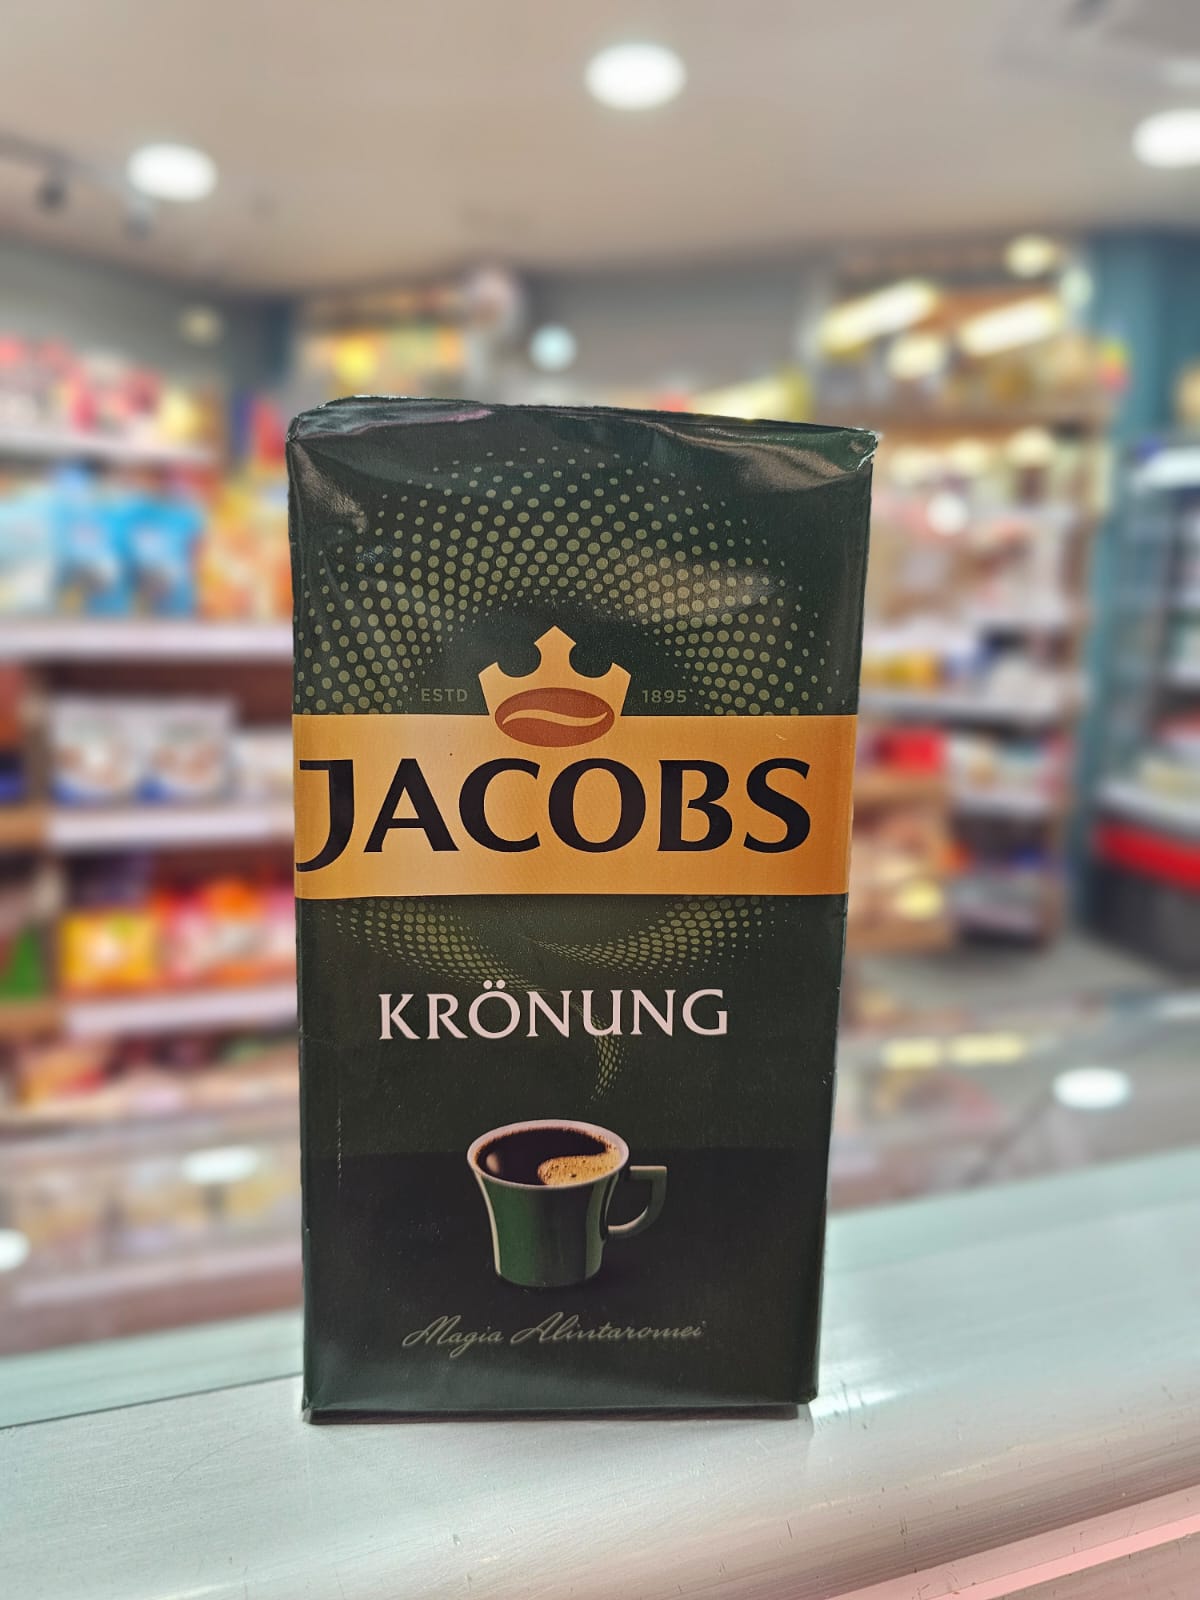 ESTD 1895
JACOBS
KRÖNUNG
Magia Alintaromei